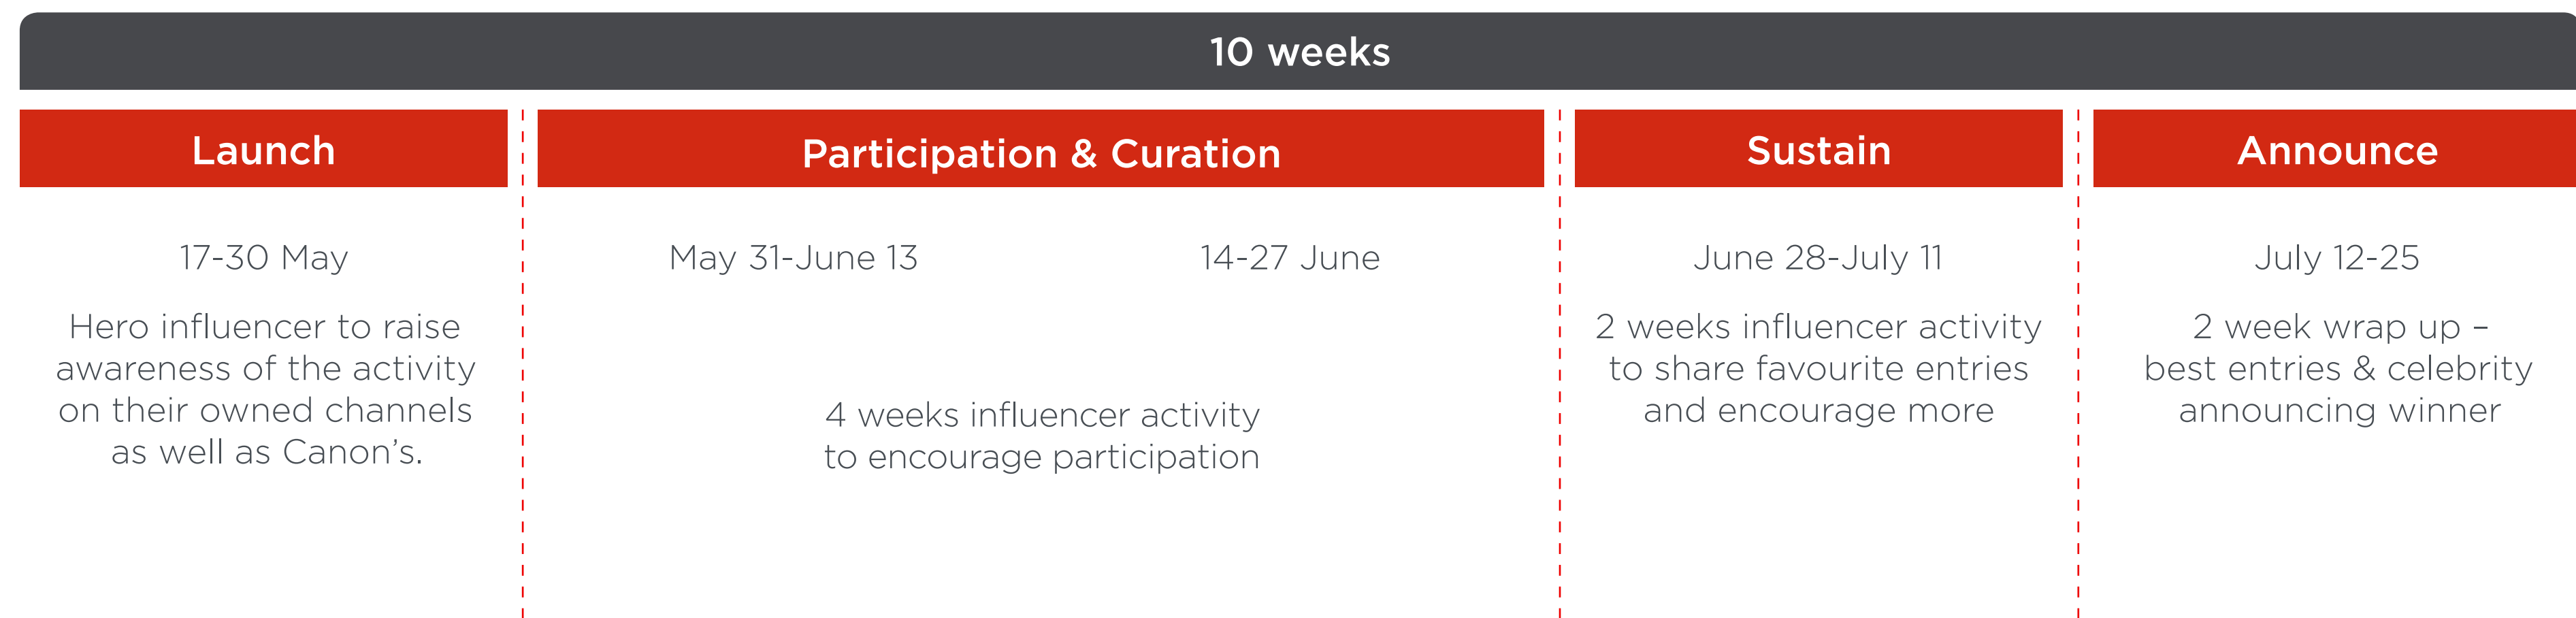 10 weeks
Launch
Participation & Curation
Sustain
Announce
17-30 May
Hero influencer to raise
awareness of the activity
on their owned channels
as well as Canon’s.
May 31-June 13
14-27 June
4 weeks influencer activity
to encourage participation
June 28-July 11
2 weeks influencer activity
to share favourite entries
and encourage more
July 12-25
2 week wrap up –
best entries & celebrity
announcing winner